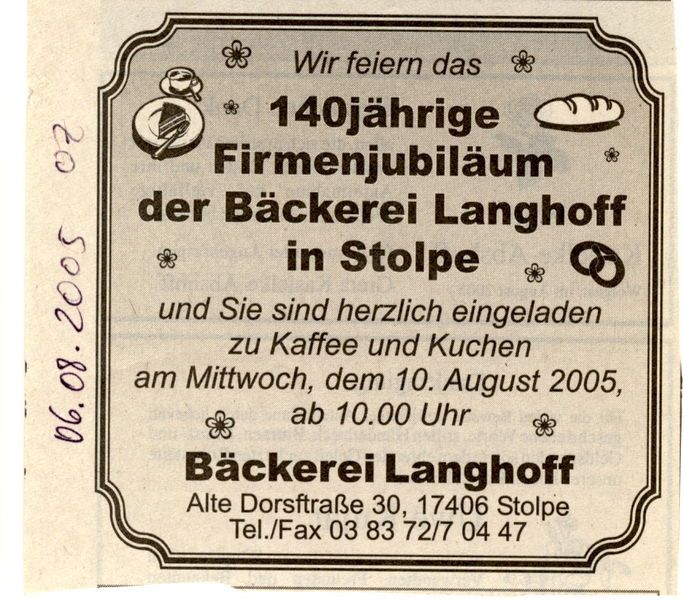 Wir feiern das
140jährige
Firmenjubiläum
der Bäckerei Langhoff
in Stolpe
und Sie sind herzlich eingeladen
zu Kaffee und Kuchen
am Mittwoch, dem 10. August 2005,
ab 10.00 Uhr
Bäckerei Langhoff
Alte Dorsftraße 30, 17406 Stolpe
Tel./Fax 03 83 72/7 04 47
06.08.2005 OZ